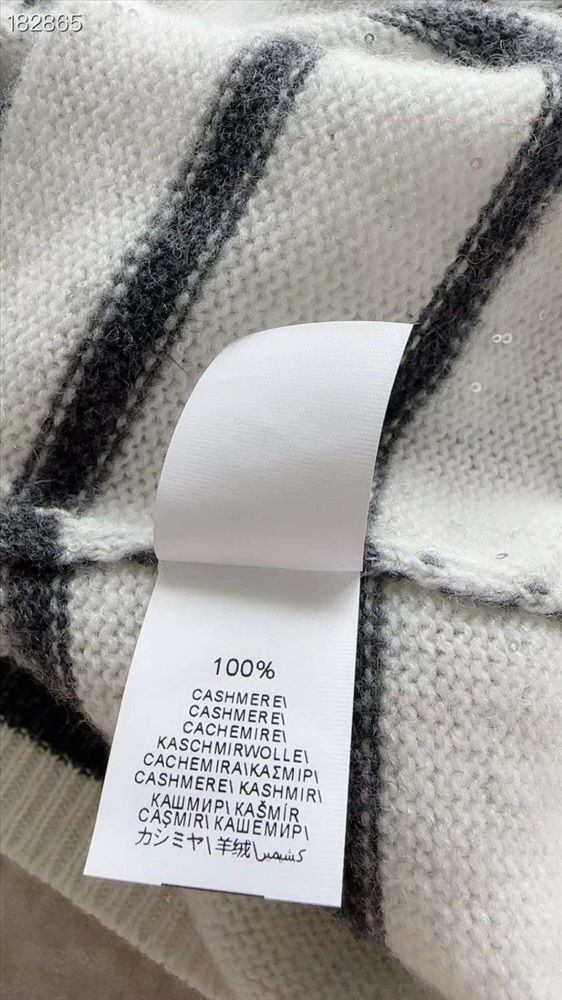 182865
100%
CASHMERE\
CASHMERE\
CACHEMIRE\
KASCHMIRWOLLE\
CACHEMIRA\ΚΑΣΜΙΡ\
CASHMERE\ KASHMIR\
КАШМИР\ KAŠMÍR
CAŞMIR\ КАШЕМИР\
カシミヤ\ 羊绒\ كشمير